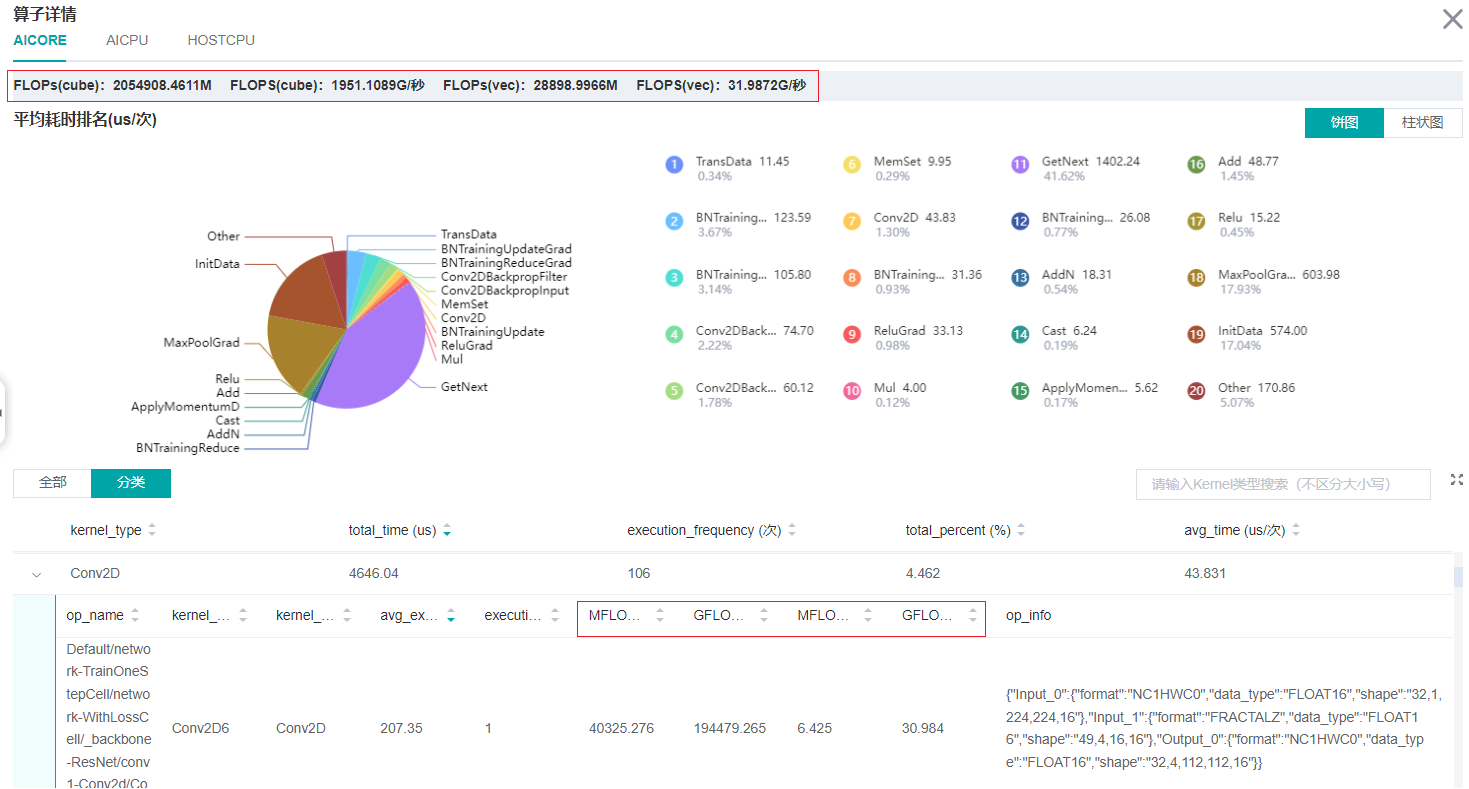 算子详情
AICORE AICPU HOSTCPU
FLOPs(cube)：2054908.4611M FLOPS(cube)：1951.1089G/秒 FLOPs(vec)：28898.9966M FLOPS(vec)：31.9872G/秒
平均耗时排名(us/次)
饼图 柱状图
Other
InitData
MaxPoolGrad
Relu
Add
ApplyMomentumD
Cast
AddN
BNTrainingReduce
TransData
BNTrainingUpdateGrad
BNTrainingReduceGrad
Conv2DBackpropFilter
Conv2DBackpropInput
MemSet
Conv2D
BNTrainingUpdate
ReluGrad
Mul
GetNext
1 TransData 11.45
0.34%
2 BNTraining... 123.59
3.67%
3 BNTraining... 105.80
3.14%
4 Conv2DBack... 74.70
2.22%
5 Conv2DBack... 60.12
1.78%
6 MemSet 9.95
0.29%
7 Conv2D 43.83
1.30%
8 BNTraining... 31.36
0.93%
9 ReluGrad 33.13
0.98%
10 Mul 4.00
0.12%
11 GetNext 1402.24
41.62%
12 BNTraining... 26.08
0.77%
13 AddN 18.31
0.54%
14 Cast 6.24
0.19%
15 ApplyMomen... 5.62
0.17%
16 Add 48.77
1.45%
17 Relu 15.22
0.45%
18 MaxPoolGra... 603.98
17.93%
19 InitData 574.00
17.04%
20 Other 170.86
5.07%
全部 分类
请输入Kernel类型搜索（不区分大小写）
kernel_type total_time (us) execution_frequency (次) total_percent (%) avg_time (us/次)
Conv2D 4646.04 106 4.462 43.831
op_name kernel_... kernel_... avg_ex... executi... MFLO... GFLO... MFLO... GFLO... op_info
Default/netwo
rk-TrainOneS
tepCell/netwo
rk-WithLossC
ell/_backbone
-ResNet/conv
1-Conv2d/Co
Conv2D6 Conv2D 207.35 1 40325.276 194479.265 6.425 30.984
{"Input_0":{"format":"NC1HWC0","data_type":"FLOAT16","shape":"32,1,
224,224,16"},"Input_1":{"format":"FRACTALZ","data_type":"FLOAT1
6","shape":"49,4,16,16"},"Output_0":{"format":"NC1HWC0","data_typ
e":"FLOAT16","shape":"32,4,112,112,16"}}